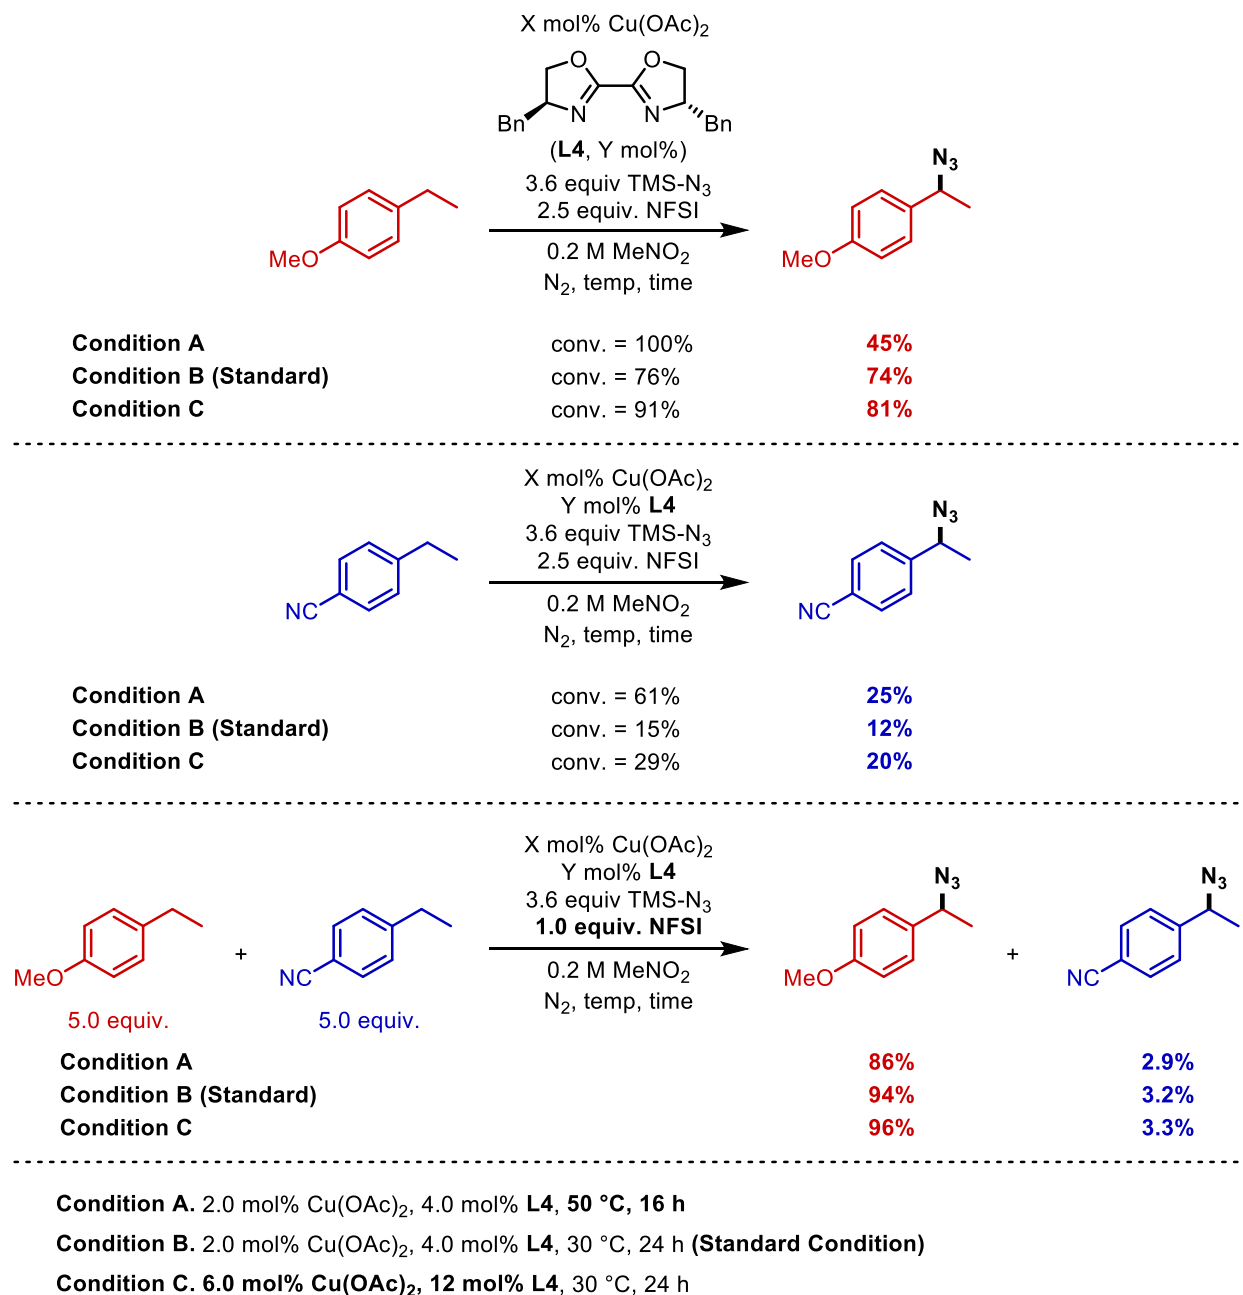 X mol% Cu(OAc)₂
O O
N N
Bn Bn
(L4, Y mol%)
3.6 equiv TMS-N₃
2.5 equiv. NFSI
0.2 M MeNO₂
N₂, temp, time
MeO
N₃
MeO
Condition A conv. = 100% 45%
Condition B (Standard) conv. = 76% 74%
Condition C conv. = 91% 81%
X mol% Cu(OAc)₂
Y mol% L4
3.6 equiv TMS-N₃
2.5 equiv. NFSI
0.2 M MeNO₂
N₂, temp, time
NC
N₃
NC
Condition A conv. = 61% 25%
Condition B (Standard) conv. = 15% 12%
Condition C conv. = 29% 20%
X mol% Cu(OAc)₂
Y mol% L4
3.6 equiv TMS-N₃
1.0 equiv. NFSI
0.2 M MeNO₂
N₂, temp, time
MeO + NC
5.0 equiv. 5.0 equiv.
N₃ N₃
MeO + NC
Condition A 86% 2.9%
Condition B (Standard) 94% 3.2%
Condition C 96% 3.3%
Condition A. 2.0 mol% Cu(OAc)₂, 4.0 mol% L4, 50 °C, 16 h
Condition B. 2.0 mol% Cu(OAc)₂, 4.0 mol% L4, 30 °C, 24 h (Standard Condition)
Condition C. 6.0 mol% Cu(OAc)₂, 12 mol% L4, 30 °C, 24 h